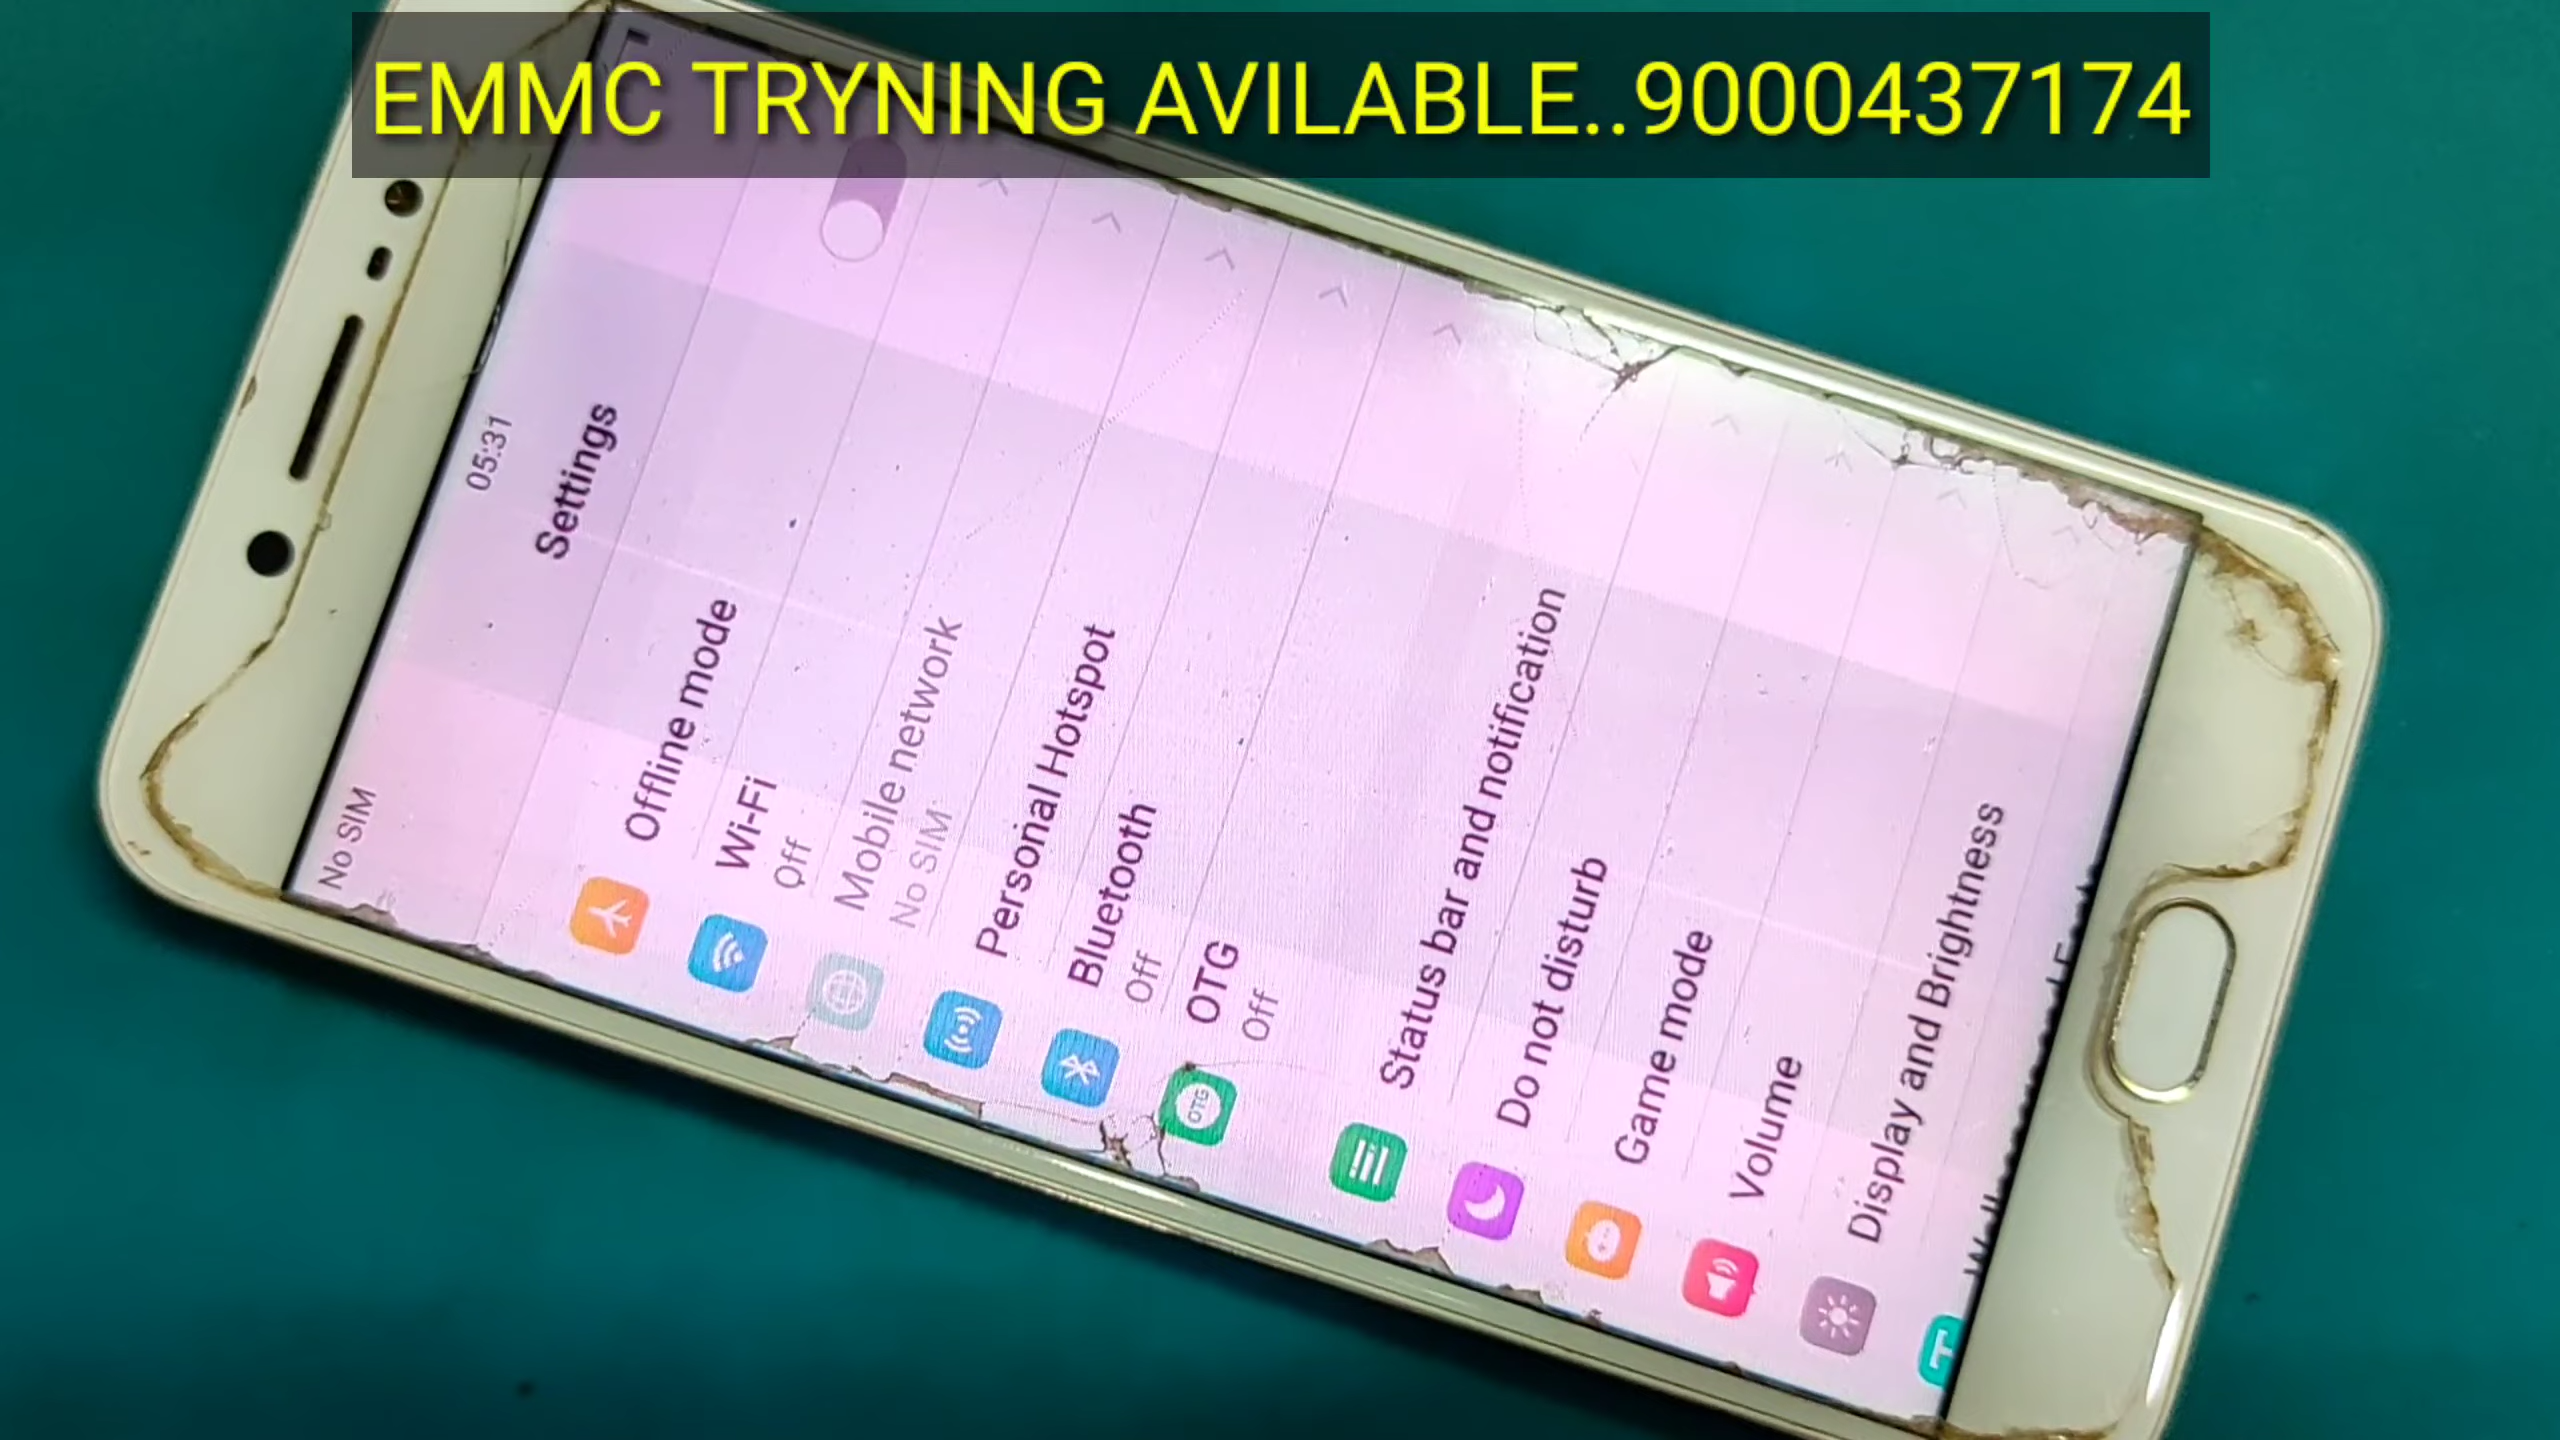 EMMC TRYNING AVILABLE..9000437174
No SIM
05:31
Settings
Offline mode
Wi-Fi
Off
Mobile network
No SIM
Personal Hotspot
Bluetooth
Off
OTG
OTG
Off
Status bar and notification
Do not disturb
Game mode
Volume
Display and Brightness